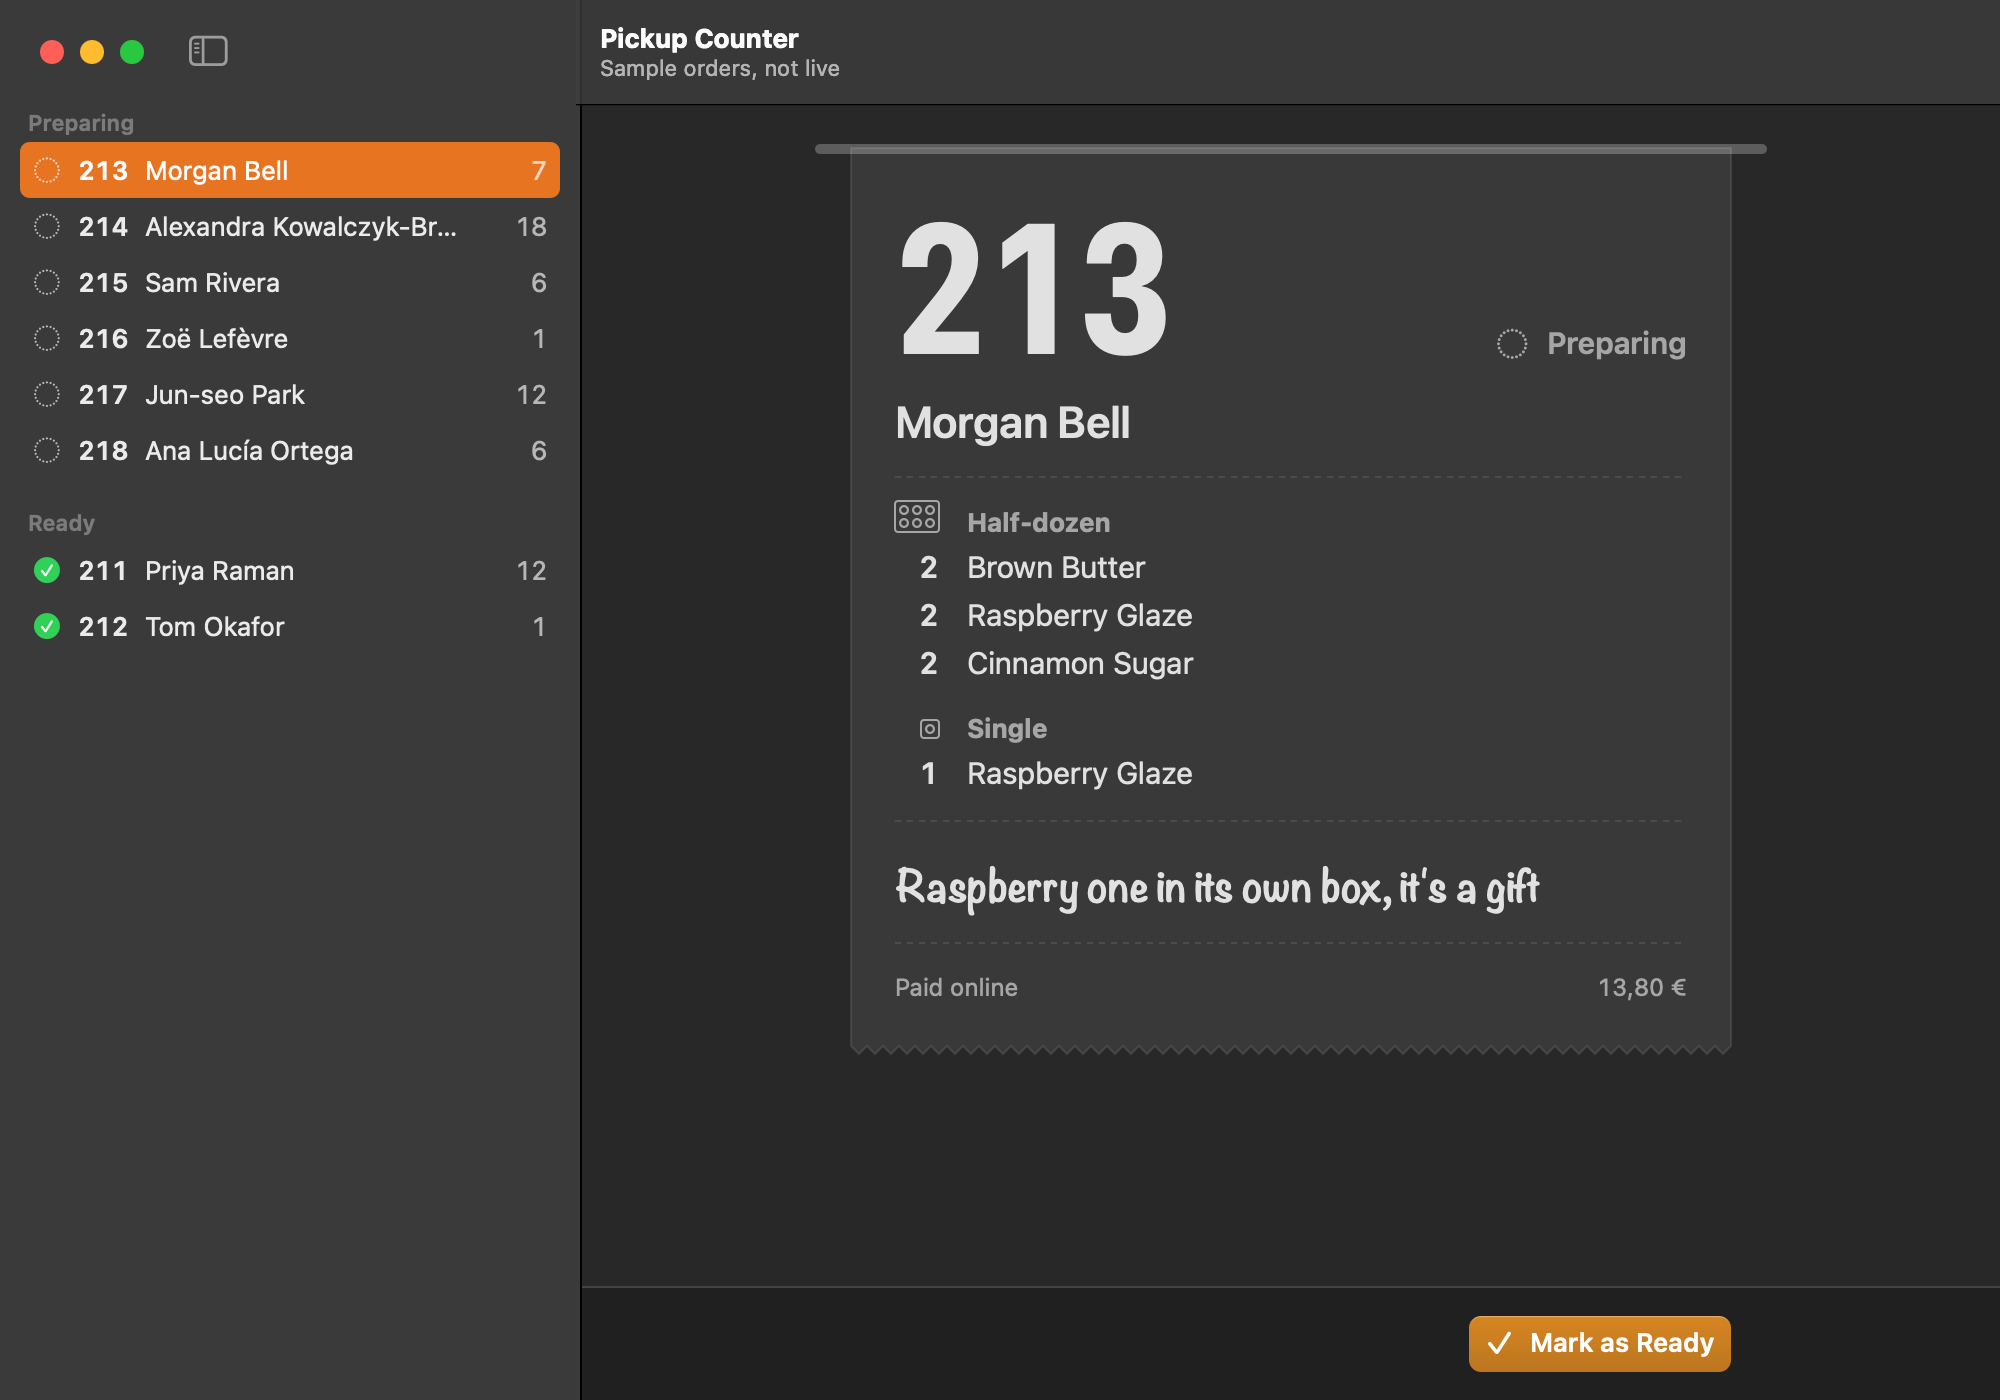 Pickup Counter
Sample orders, not live
Preparing
213 Morgan Bell 7
214 Alexandra Kowalczyk-Br... 18
215 Sam Rivera 6
216 Zoë Lefèvre 1
217 Jun-seo Park 12
218 Ana Lucía Ortega 6
Ready
211 Priya Raman 12
212 Tom Okafor 1
213
Preparing
Morgan Bell
Half-dozen
2 Brown Butter
2 Raspberry Glaze
2 Cinnamon Sugar
Single
1 Raspberry Glaze
Raspberry one in its own box, it's a gift
Paid online 13,80 €
Mark as Ready